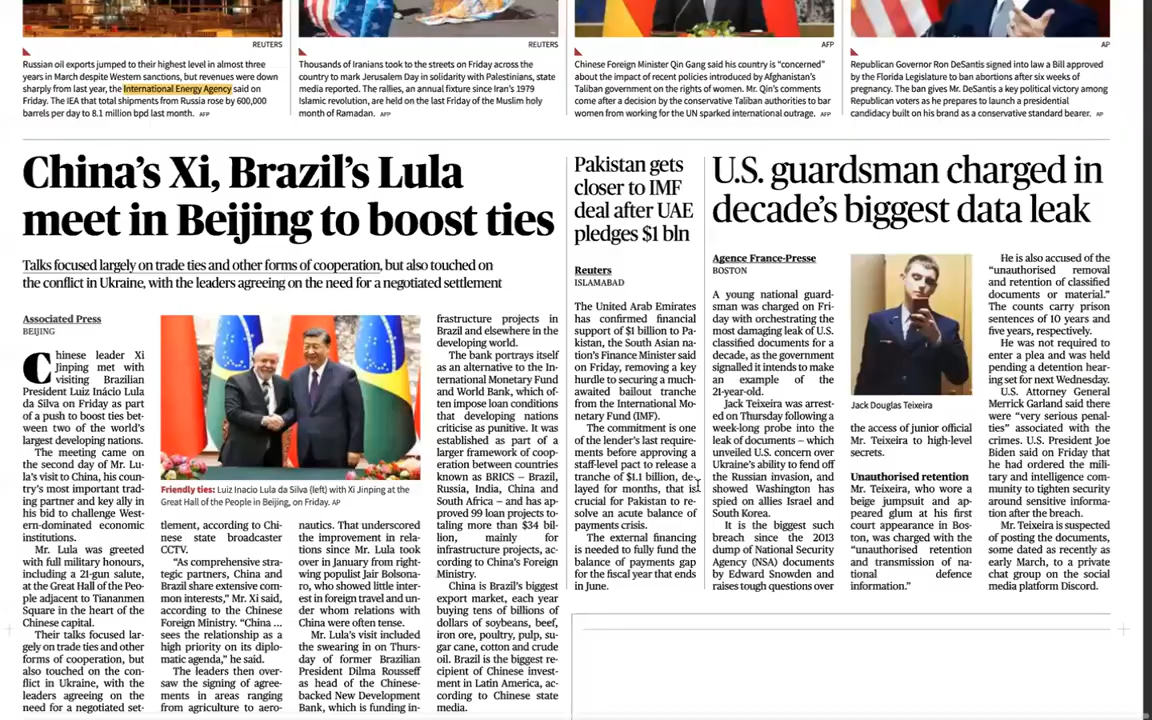 REUTERS
Russian oil exports jumped to their highest level in almost three
years in March despite Western sanctions, but revenues were down
sharply from last year, the International Energy Agency said on
Friday. The IEA that total shipments from Russia rose by 600,000
barrels per day to 8.1 million bpd last month. AFP
REUTERS
Thousands of Iranians took to the streets on Friday across the
country to mark Jerusalem Day in solidarity with Palestinians, state
media reported. The rallies, an annual fixture since Iran's 1979
Islamic revolution, are held on the last Friday of the Muslim holy
month of Ramadan. AFP
AFP
Chinese Foreign Minister Qin Gang said his country is “concerned”
about the impact of recent policies introduced by Afghanistan's
Taliban government on the rights of women. Mr. Qin's comments
come after a decision by the conservative Taliban authorities to bar
women from working for the UN sparked international outrage. AFP
AP
Republican Governor Ron DeSantis signed into law a Bill approved
by the Florida Legislature to ban abortions after six weeks of
pregnancy. The ban gives Mr. DeSantis a key political victory among
Republican voters as he prepares to launch a presidential
candidacy built on his brand as a conservative standard bearer. AP
China's Xi, Brazil's Lula
meet in Beijing to boost ties
Talks focused largely on trade ties and other forms of cooperation, but also touched on
the conflict in Ukraine, with the leaders agreeing on the need for a negotiated settlement
Associated Press
BEIJING
Chinese leader Xi
Jinping met with
visiting Brazilian
President Luiz Inácio Lula
da Silva on Friday as part
of a push to boost ties bet-
ween two of the world's
largest developing nations.
The meeting came on
the second day of Mr. Lu-
la's visit to China, his coun-
try's most important trad-
ing partner and key ally in
his bid to challenge West-
ern-dominated economic
institutions.
Mr. Lula was greeted
with full military honours,
including a 21-gun salute,
at the Great Hall of the Peo-
ple adjacent to Tiananmen
Square in the heart of the
Chinese capital.
Their talks focused lar-
gely on trade ties and other
forms of cooperation, but
also touched on the con-
flict in Ukraine, with the
leaders agreeing on the
need for a negotiated set-
Friendly ties: Luiz Inacio Lula da Silva (left) with Xi Jinping at the
Great Hall of the People in Beijing, on Friday. AP
tlement, according to Chi-
nese state broadcaster
CCTV.
“As comprehensive stra-
tegic partners, China and
Brazil share extensive com-
mon interests,” Mr. Xi said,
according to the Chinese
Foreign Ministry. “China ...
sees the relationship as a
high priority on its diplo-
matic agenda,” he said.
The leaders then over-
saw the signing of agree-
ments in areas ranging
from agriculture to aero-
nautics. That underscored
the improvement in rela-
tions since Mr. Lula took
over in January from right-
wing populist Jair Bolsona-
ro, who showed little inter-
est in foreign travel and un-
der whom relations with
China were often tense.
Mr. Lula's visit included
the swearing in on Thurs-
day of former Brazilian
President Dilma Rousseff
as head of the Chinese-
backed New Development
Bank, which is funding in-
frastructure projects in
Brazil and elsewhere in the
developing world.
The bank portrays itself
as an alternative to the In-
ternational Monetary Fund
and World Bank, which of-
ten impose loan conditions
that developing nations
criticise as punitive. It was
established as part of a
larger framework of coop-
eration between countries
known as BRICS – Brazil,
Russia, India, China and
South Africa – and has ap-
proved 99 loan projects to-
taling more than $34 bil-
lion, mainly for
infrastructure projects, ac-
cording to China's Foreign
Ministry.
China is Brazil's biggest
export market, each year
buying tens of billions of
dollars of soybeans, beef,
iron ore, poultry, pulp, su-
gar cane, cotton and crude
oil. Brazil is the biggest re-
cipient of Chinese invest-
ment in Latin America, ac-
cording to Chinese state
media.
Pakistan gets
closer to IMF
deal after UAE
pledges $1 bln
Reuters
ISLAMABAD
The United Arab Emirates
has confirmed financial
support of $1 billion to Pa-
kistan, the South Asian na-
tion's Finance Minister said
on Friday, removing a key
hurdle to securing a much-
awaited bailout tranche
from the International Mo-
netary Fund (IMF).
The commitment is one
of the lender's last require-
ments before approving a
staff-level pact to release a
tranche of $1.1 billion, de-
layed for months, that is
crucial for Pakistan to re-
solve an acute balance of
payments crisis.
The external financing
is needed to fully fund the
balance of payments gap
for the fiscal year that ends
in June.
U.S. guardsman charged in
decade's biggest data leak
Agence France-Presse
BOSTON
A young national guard-
sman was charged on Fri-
day with orchestrating the
most damaging leak of U.S.
classified documents for a
decade, as the government
signalled it intends to make
an example of the
21-year-old.
Jack Teixeira was arrest-
ed on Thursday following a
week-long probe into the
leak of documents – which
unveiled U.S. concern over
Ukraine's ability to fend off
the Russian invasion, and
showed Washington has
spied on allies Israel and
South Korea.
It is the biggest such
breach since the 2013
dump of National Security
Agency (NSA) documents
by Edward Snowden and
raises tough questions over
Jack Douglas Teixeira
the access of junior official
Mr. Teixeira to high-level
secrets.
Unauthorised retention
Mr. Teixeira, who wore a
beige jumpsuit and ap-
peared glum at his first
court appearance in Bos-
ton, was charged with the
“unauthorised retention
and transmission of na-
tional defence
information.”
He is also accused of the
“unauthorised removal
and retention of classified
documents or material.”
The counts carry prison
sentences of 10 years and
five years, respectively.
He was not required to
enter a plea and was held
pending a detention hear-
ing set for next Wednesday.
U.S. Attorney General
Merrick Garland said there
were “very serious penal-
ties” associated with the
crimes. U.S. President Joe
Biden said on Friday that
he had ordered the mili-
tary and intelligence com-
munity to tighten security
around sensitive informa-
tion after the breach.
Mr. Teixeira is suspected
of posting the documents,
some dated as recently as
early March, to a private
chat group on the social
media platform Discord.